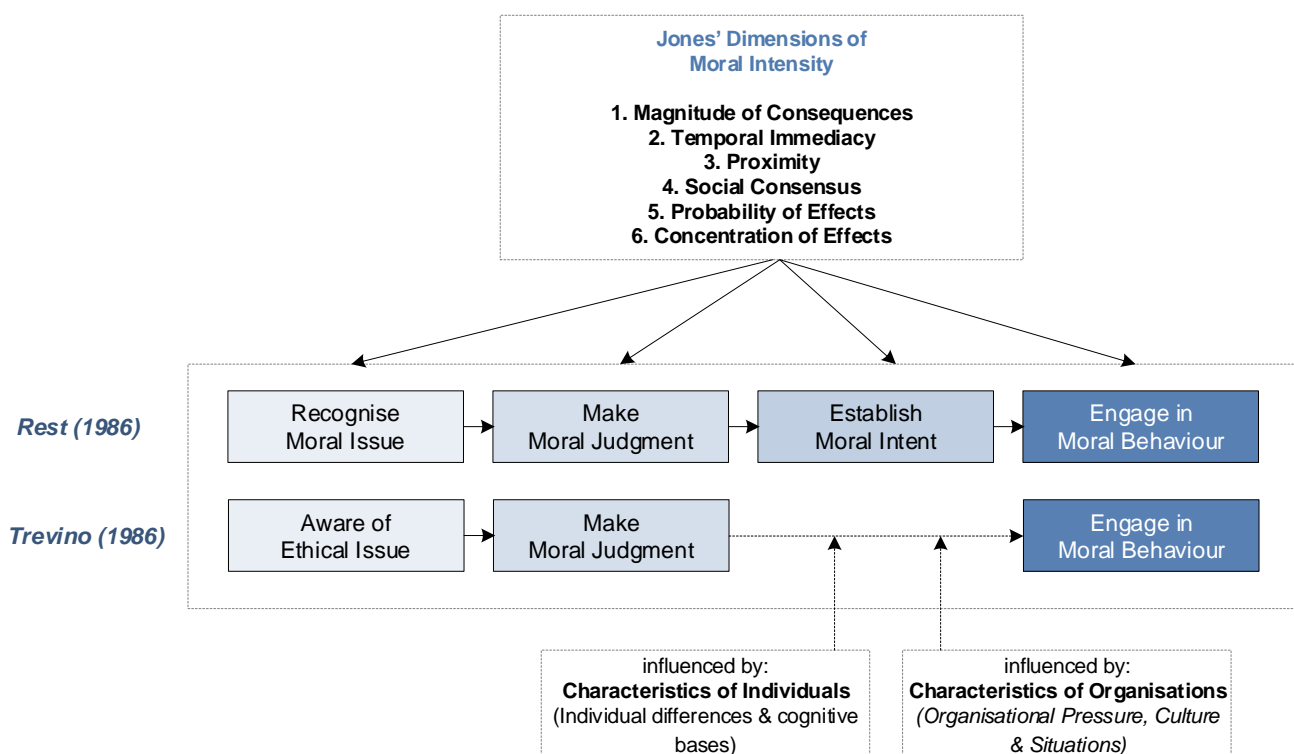 Jones’ Dimensions of
Moral Intensity
1. Magnitude of Consequences
2. Temporal Immediacy
3. Proximity
4. Social Consensus
5. Probability of Effects
6. Concentration of Effects
Rest (1986)
Recognise
Moral Issue
Make
Moral Judgment
Establish
Moral Intent
Engage in
Moral Behaviour
Trevino (1986)
Aware of
Ethical Issue
Make
Moral Judgment
Engage in
Moral Behaviour
influenced by:
Characteristics of Individuals
(Individual differences & cognitive
bases)
influenced by:
Characteristics of Organisations
(Organisational Pressure, Culture
& Situations)